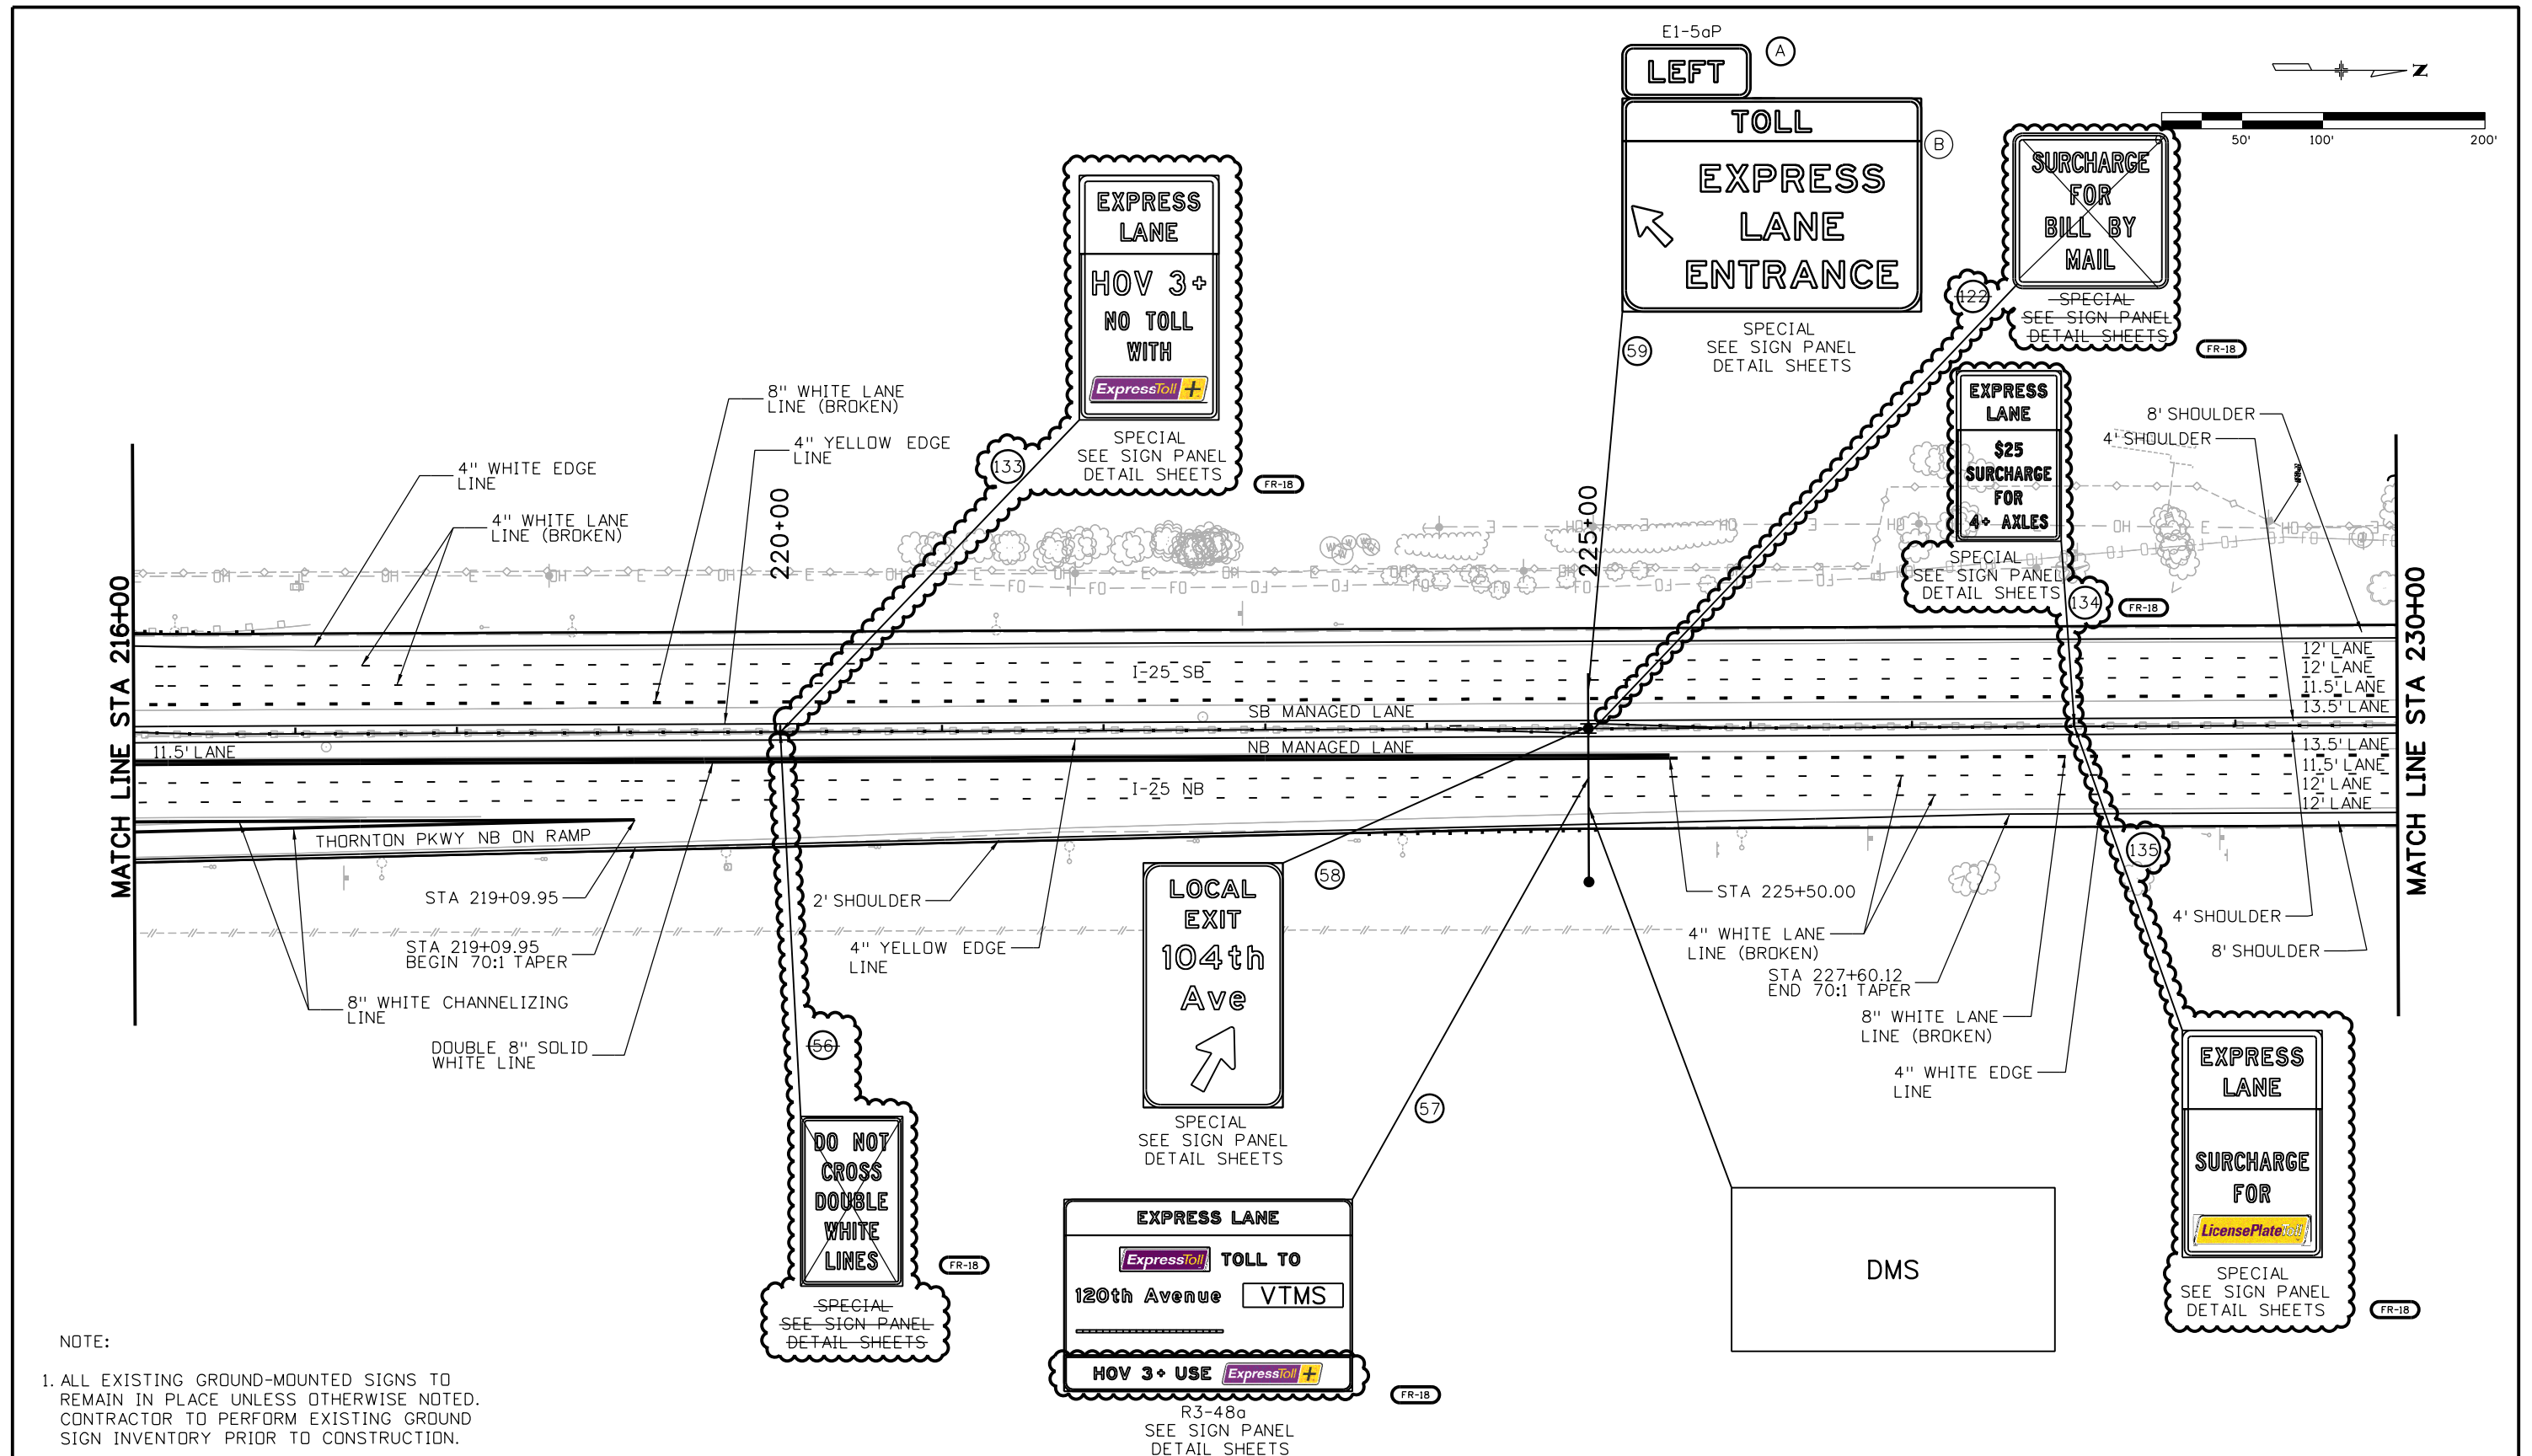 E1-5aP
A
LEFT
TOLL
B
EXPRESS
LANE
ENTRANCE
SPECIAL
SEE SIGN PANEL
DETAIL SHEETS
59
N
0
50'
100'
200'
SURCHARGE
FOR
BILL BY
MAIL
SPECIAL
SEE SIGN PANEL
DETAIL SHEETS
122
FR-18
EXPRESS
LANE
HOV 3+
NO TOLL
WITH
ExpressToll +
SPECIAL
SEE SIGN PANEL
DETAIL SHEETS
133
FR-18
EXPRESS
LANE
$25
SURCHARGE
FOR
4+ AXLES
SPECIAL
SEE SIGN PANEL
DETAIL SHEETS
134
FR-18
8" WHITE LANE
LINE (BROKEN)
4" YELLOW EDGE
LINE
4" WHITE EDGE
LINE
4" WHITE LANE
LINE (BROKEN)
8' SHOULDER
4' SHOULDER
220+00
225+00
MATCH LINE STA 216+00
MATCH LINE STA 230+00
I-25 SB
SB MANAGED LANE
NB MANAGED LANE
I-25 NB
11.5' LANE
12' LANE
12' LANE
11.5' LANE
13.5' LANE
13.5' LANE
11.5' LANE
12' LANE
12' LANE
THORNTON PKWY NB ON RAMP
STA 219+09.95
STA 219+09.95
BEGIN 70:1 TAPER
8" WHITE CHANNELIZING
LINE
DOUBLE 8" SOLID
WHITE LINE
2' SHOULDER
4" YELLOW EDGE
LINE
STA 225+50.00
4" WHITE LANE
LINE (BROKEN)
STA 227+60.12
END 70:1 TAPER
8" WHITE LANE
LINE (BROKEN)
4" WHITE EDGE
LINE
4' SHOULDER
8' SHOULDER
135
56
DO NOT
CROSS
DOUBLE
WHITE
LINES
SPECIAL
SEE SIGN PANEL
DETAIL SHEETS
FR-18
58
LOCAL
EXIT
104th
Ave
SPECIAL
SEE SIGN PANEL
DETAIL SHEETS
57
EXPRESS LANE
ExpressToll TOLL TO
120th Avenue VTMS
HOV 3+ USE ExpressToll +
R3-48a
SEE SIGN PANEL
DETAIL SHEETS
FR-18
DMS
EXPRESS
LANE
SURCHARGE
FOR
LicensePlateToll
SPECIAL
SEE SIGN PANEL
DETAIL SHEETS
FR-18
NOTE:
1. ALL EXISTING GROUND-MOUNTED SIGNS TO
REMAIN IN PLACE UNLESS OTHERWISE NOTED.
CONTRACTOR TO PERFORM EXISTING GROUND
SIGN INVENTORY PRIOR TO CONSTRUCTION.